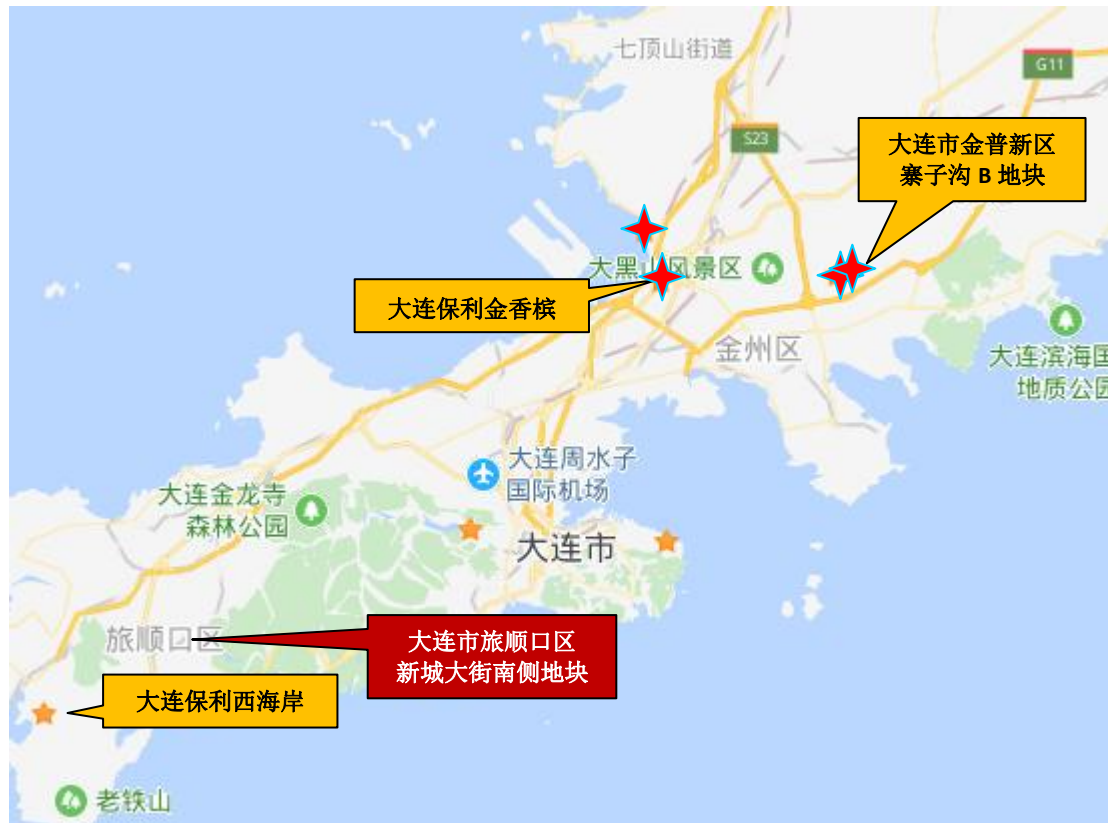 七顶山街道
G11
S23
大连市金普新区
寨子沟 B 地块
大黑山风景区
大连保利金香槟
金州区
大连滨海国
地质公园
大连周水子
国际机场
大连金龙寺
森林公园
大连市
旅顺口区
大连市旅顺口区
新城大街南侧地块
大连保利西海岸
老铁山